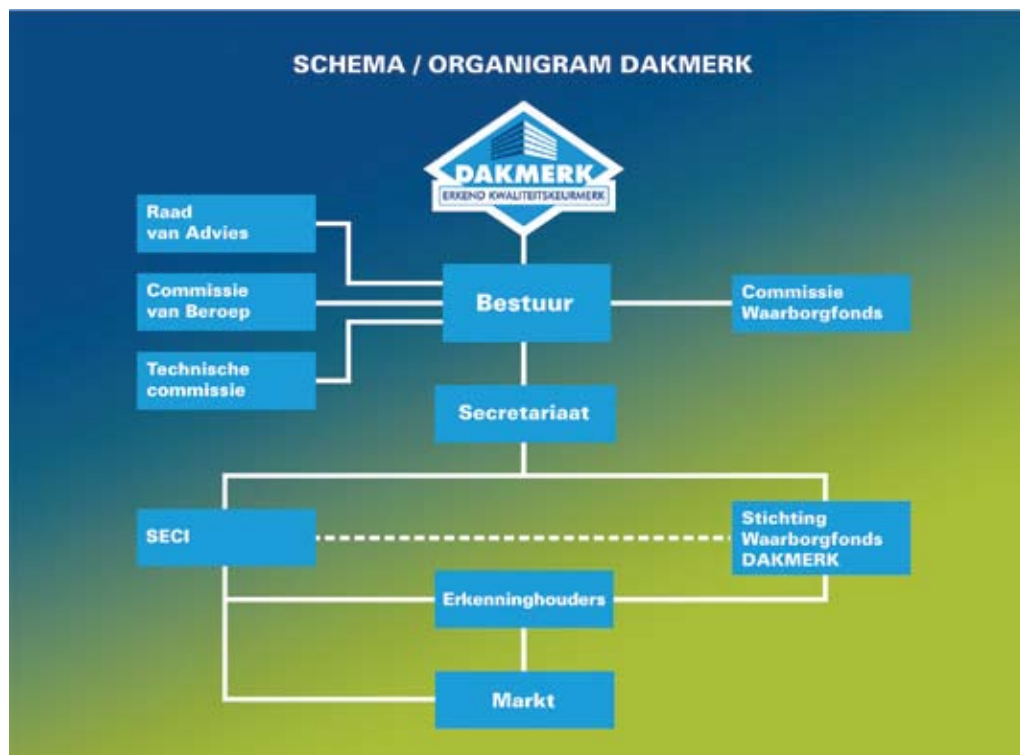 SCHEMA / ORGANIGRAM DAKMERK
DAKMERK
ERKEND KWALITEITSKEURMERK
Raad
van Advies
Commissie
van Beroep
Technische
commissie
Bestuur
Commissie
Waarborgfonds
Secretariaat
SECI
Stichting
Waarborgfonds
DAKMERK
Erkenninghouders
Markt